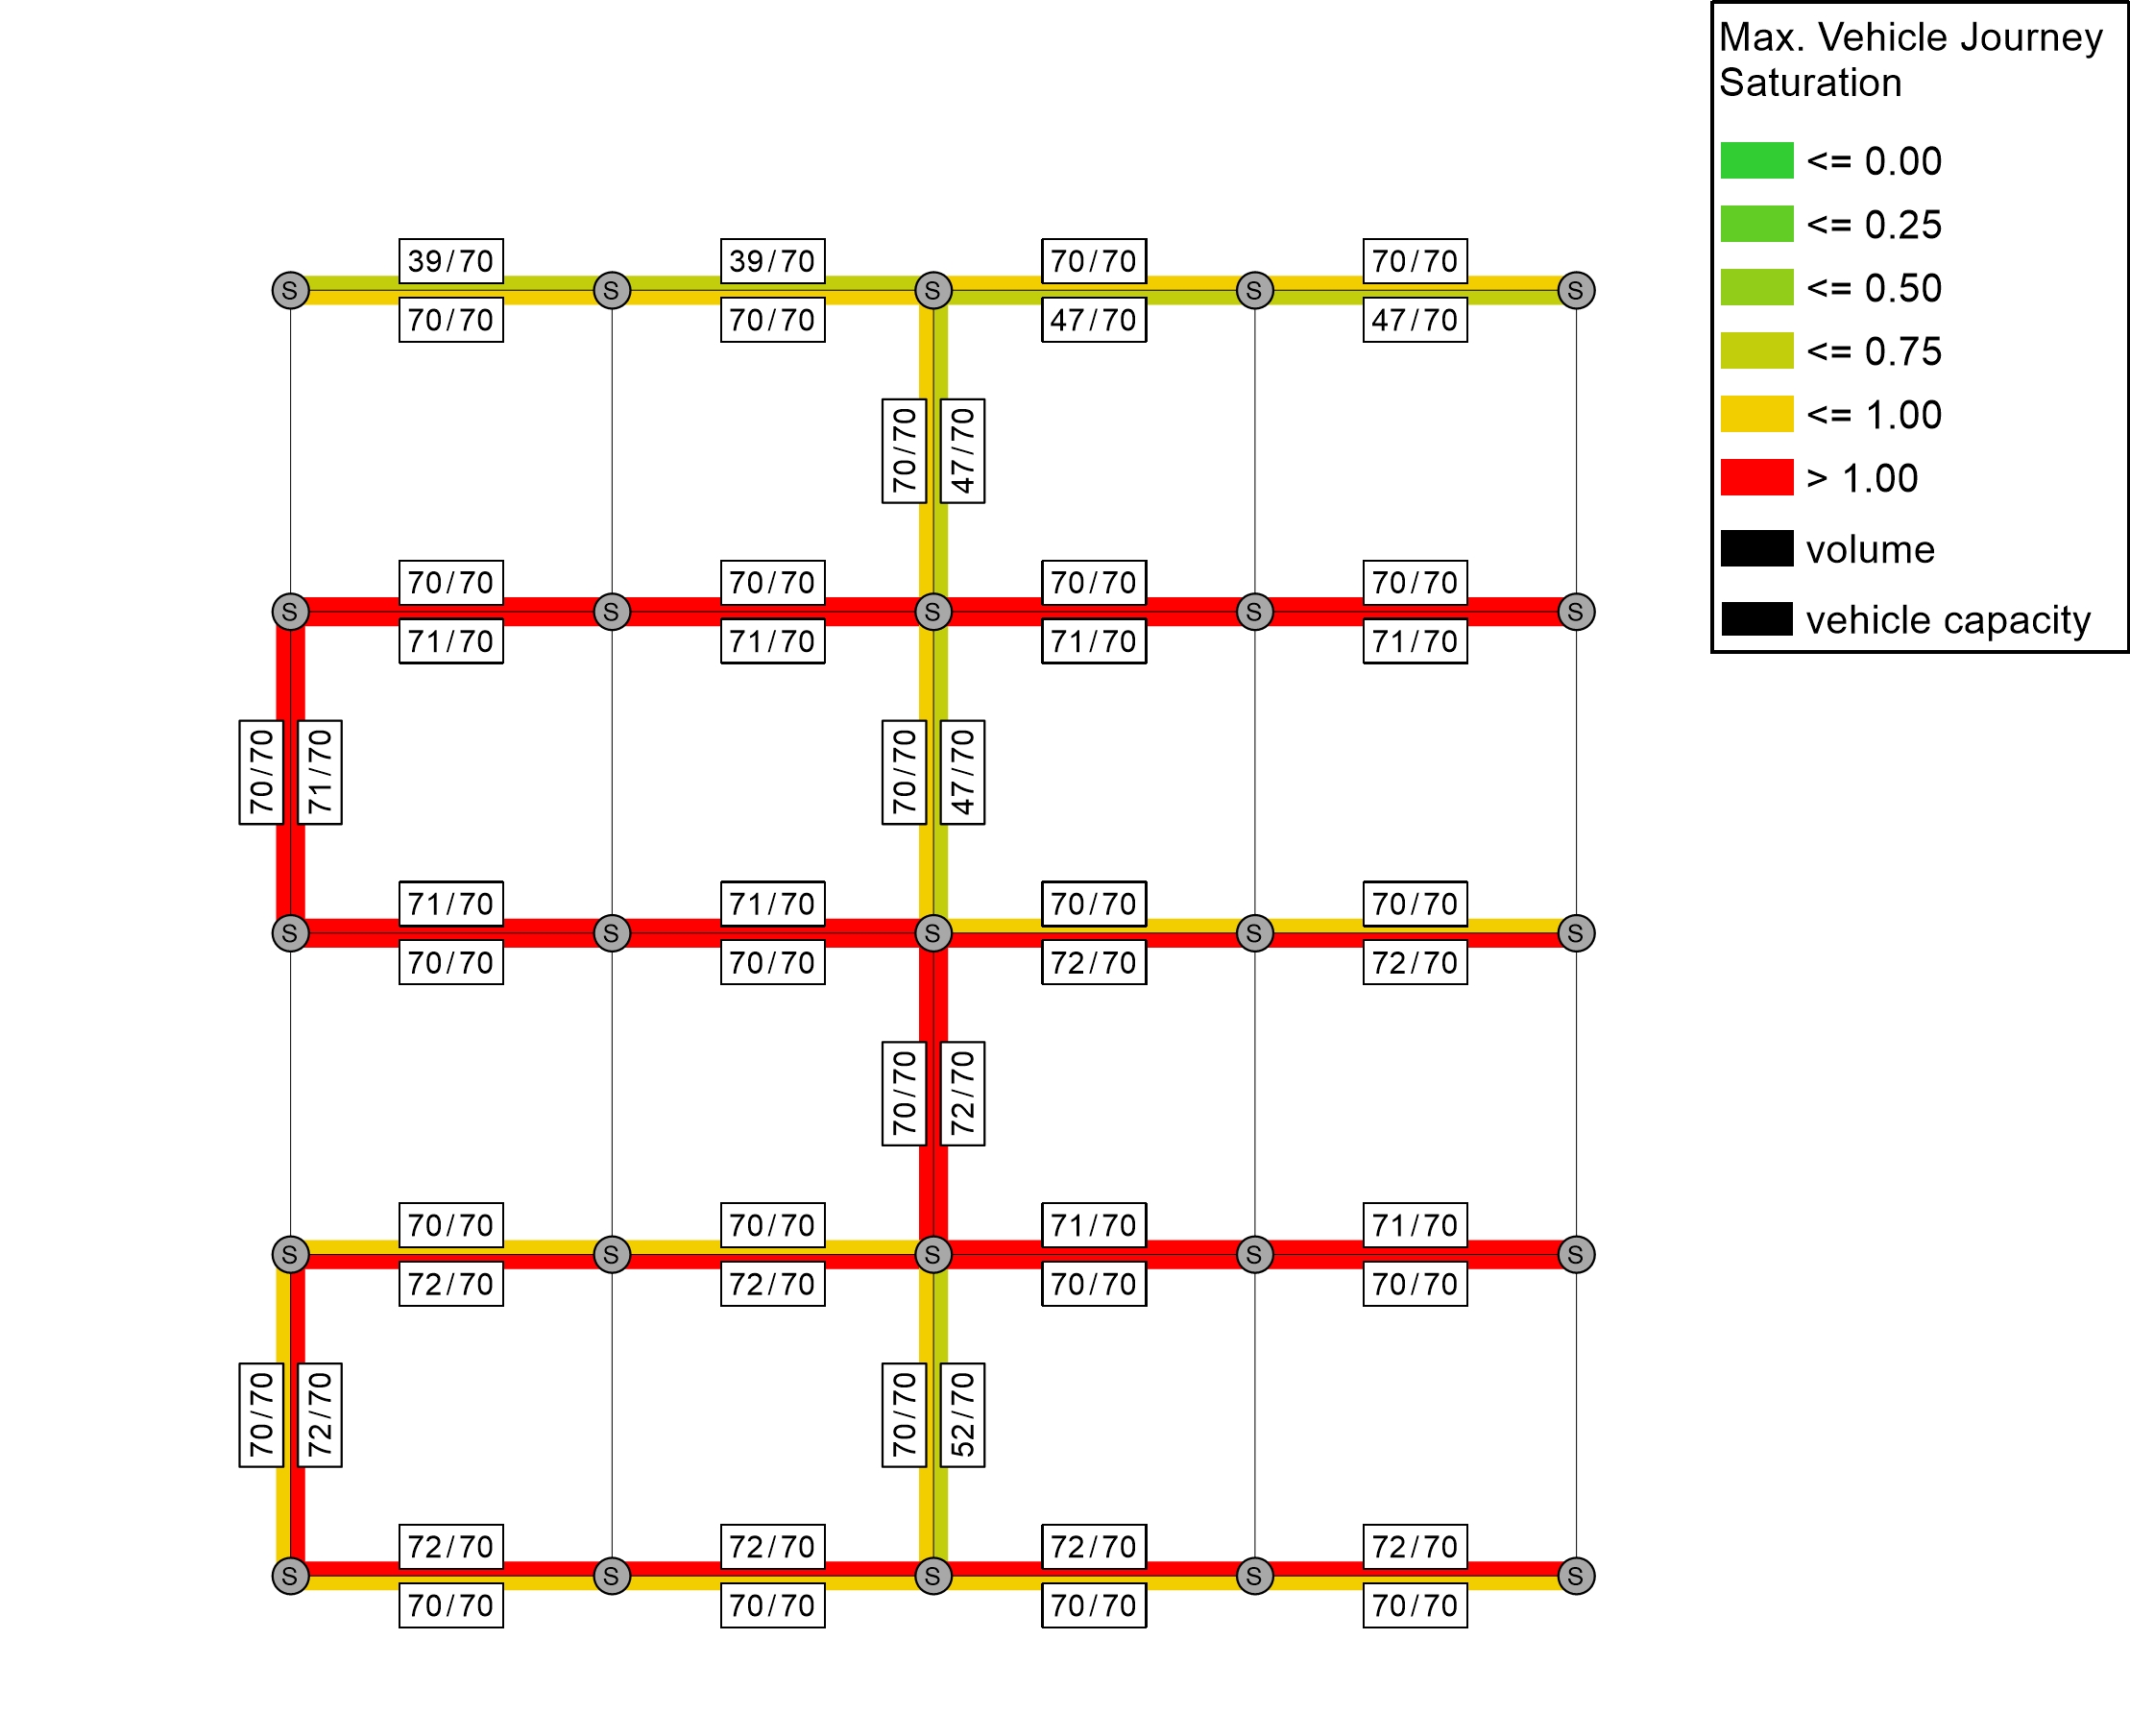 Max. Vehicle Journey
Saturation
<= 0.00
<= 0.25
<= 0.50
<= 0.75
<= 1.00
> 1.00
volume
vehicle capacity
39/70 39/70 70/70 70/70
S S S S S
70/70 70/70 47/70 47/70
70/70 47/70
70/70 70/70 70/70 70/70
S S S S S
71/70 71/70 71/70 71/70
70/70 71/70 70/70 47/70
71/70 71/70 70/70 70/70
S S S S S
70/70 70/70 72/70 72/70
70/70 72/70
70/70 70/70 71/70 71/70
S S S S S
72/70 72/70 70/70 70/70
70/70 72/70 70/70 52/70
72/70 72/70 72/70 72/70
S S S S S
70/70 70/70 70/70 70/70